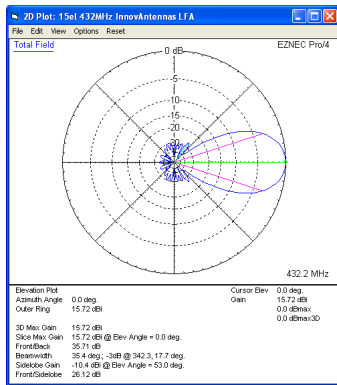 2D Plot: 15el 432MHz InnovAntennas LFA
File Edit View Options Reset
Total Field
EZNEC Pro/4
0 dB
-5
-10
-15
-20
-30
432.2 MHz
Elevation Plot
Azimuth Angle 0.0 deg.
Outer Ring 15.72 dBi
3D Max Gain 15.72 dBi
Slice Max Gain 15.72 dBi @ Elev Angle = 0.0 deg.
Front/Back 35.71 dB
Beamwidth 35.4 deg.; -3dB @ 342.3, 17.7 deg.
Sidelobe Gain -10.4 dBi @ Elev Angle = 53.0 deg.
Front/Sidelobe 26.12 dB
Cursor Elev 0.0 deg.
Gain 15.72 dBi
0.0 dBmax
0.0 dBmax3D